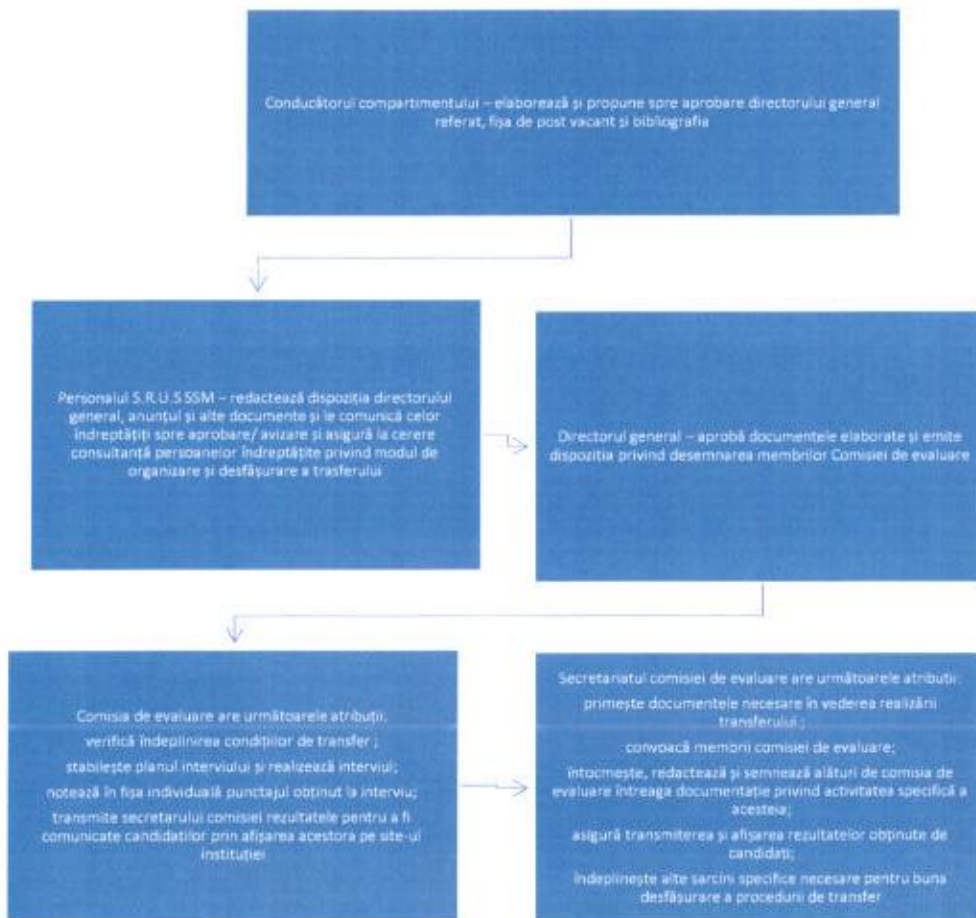 Conducătorul compartimentului – elaborează și propune spre aprobare directorului general
referat, fișa de post vacant și bibliografia
Personalul S.R.U.S SSM – redactează dispoziția directorului
general, anunțul și alte documente și le comunică celor
îndreptățiți spre aprobare/ avizare si asigură la cerere
consultanță persoanelor îndreptățite privind modul de
organizare și desfășurare a trasferului
Directorul general – aprobă documentele elaborate și emite
dispoziția privind desemnarea membrilor Comisiei de evaluare
Comisia de evaluare are următoarele atribuții:
verifică îndeplinirea condițiilor de transfer ;
stabilește planul interviului și realizează interviul;
notează în fișa individuală punctajul obținut la interviu;
transmite secretarului comisiei rezultatele pentru a fi
comunicate candidaților prin afișarea acestora pe site-ul
instituției
Secretariatul comisiei de evaluare are următoarele atribuții:
primește documentele necesare în vederea realizării
transferului ;
convoacă memorii comisiei de evaluare;
întocmește, redactează și semnează alături de comisia de
evaluare întreaga documentație privind activitatea specifică a
acesteia;
asigură transmiterea și afișarea rezultatelor obținute de
candidați;
îndeplinește alte sarcini specifice necesare pentru buna
desfășurare a procedurii de transfer